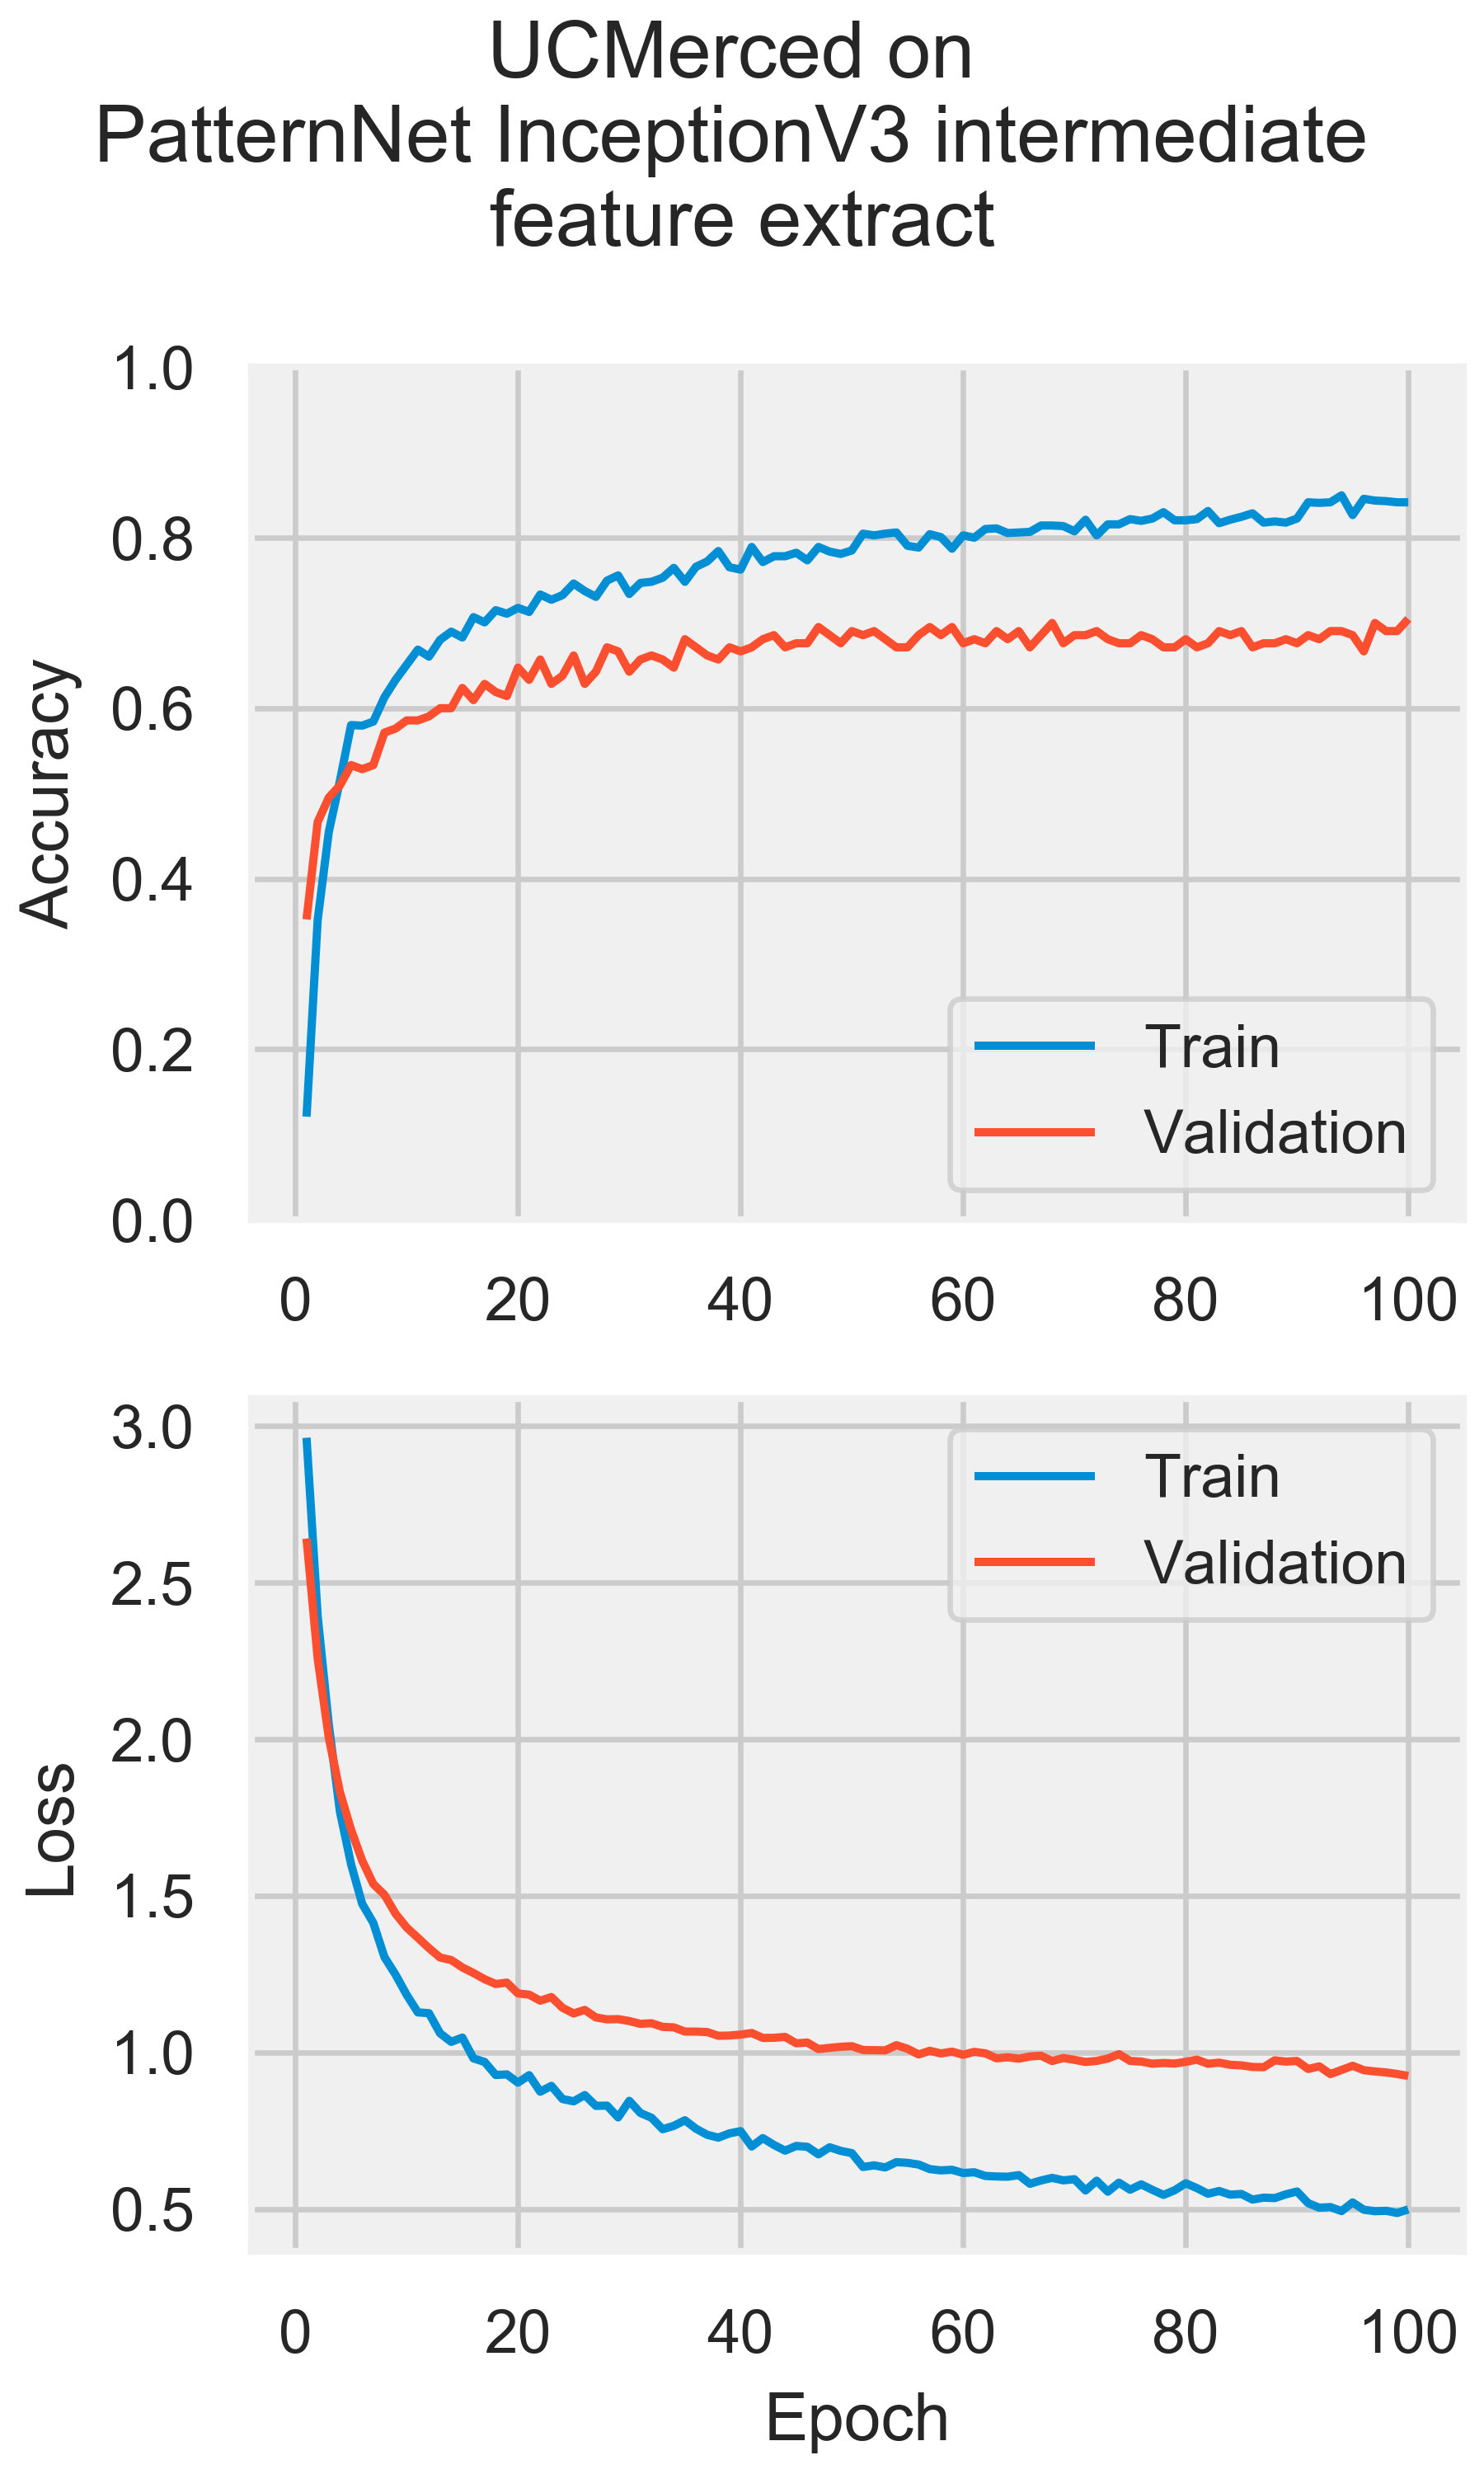 UCMerced on
PatternNet InceptionV3 intermediate
feature extract
1.0
0.8
0.6
0.4
0.2
0.0
Accuracy
Train
Validation
0 20 40 60 80 100
3.0
2.5
2.0
1.5
1.0
0.5
Loss
Train
Validation
0 20 40 60 80 100
Epoch